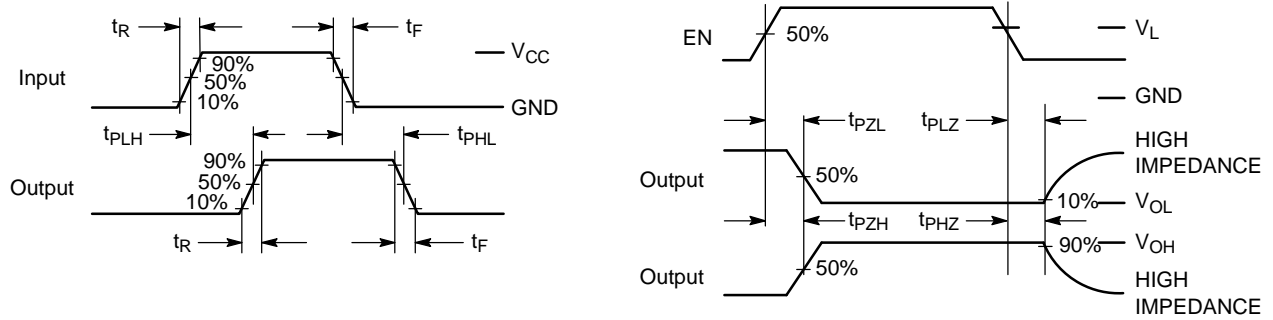 tR
tF
VCC
90%
50%
10%
Input
GND
tPLH
tPHL
90%
50%
10%
Output
tR
tF
EN
50%
VL
GND
tPZL
tPLZ
HIGH
IMPEDANCE
Output
50%
10%
VOL
tPZH
tPHZ
90%
VOH
Output
50%
HIGH
IMPEDANCE